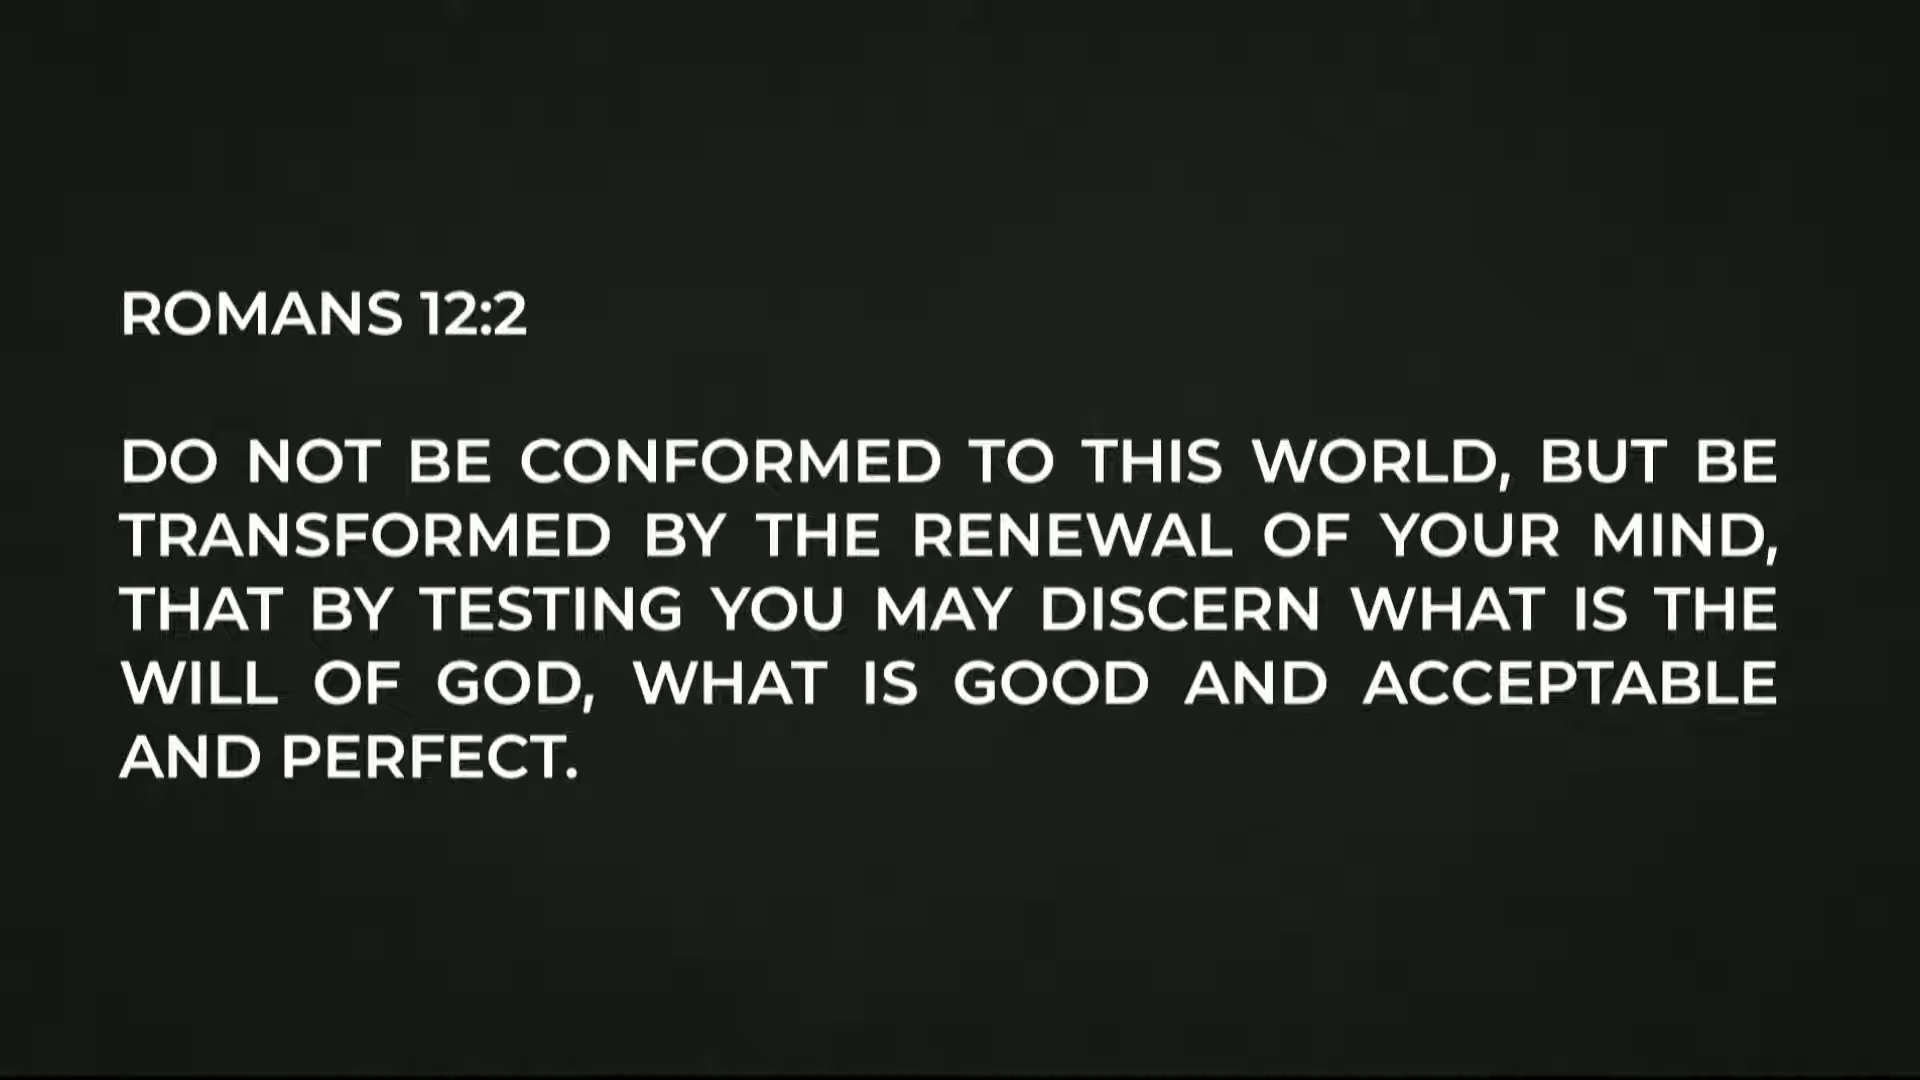 ROMANS 12:2
DO NOT BE CONFORMED TO THIS WORLD, BUT BE
TRANSFORMED BY THE RENEWAL OF YOUR MIND,
THAT BY TESTING YOU MAY DISCERN WHAT IS THE
WILL OF GOD, WHAT IS GOOD AND ACCEPTABLE
AND PERFECT.